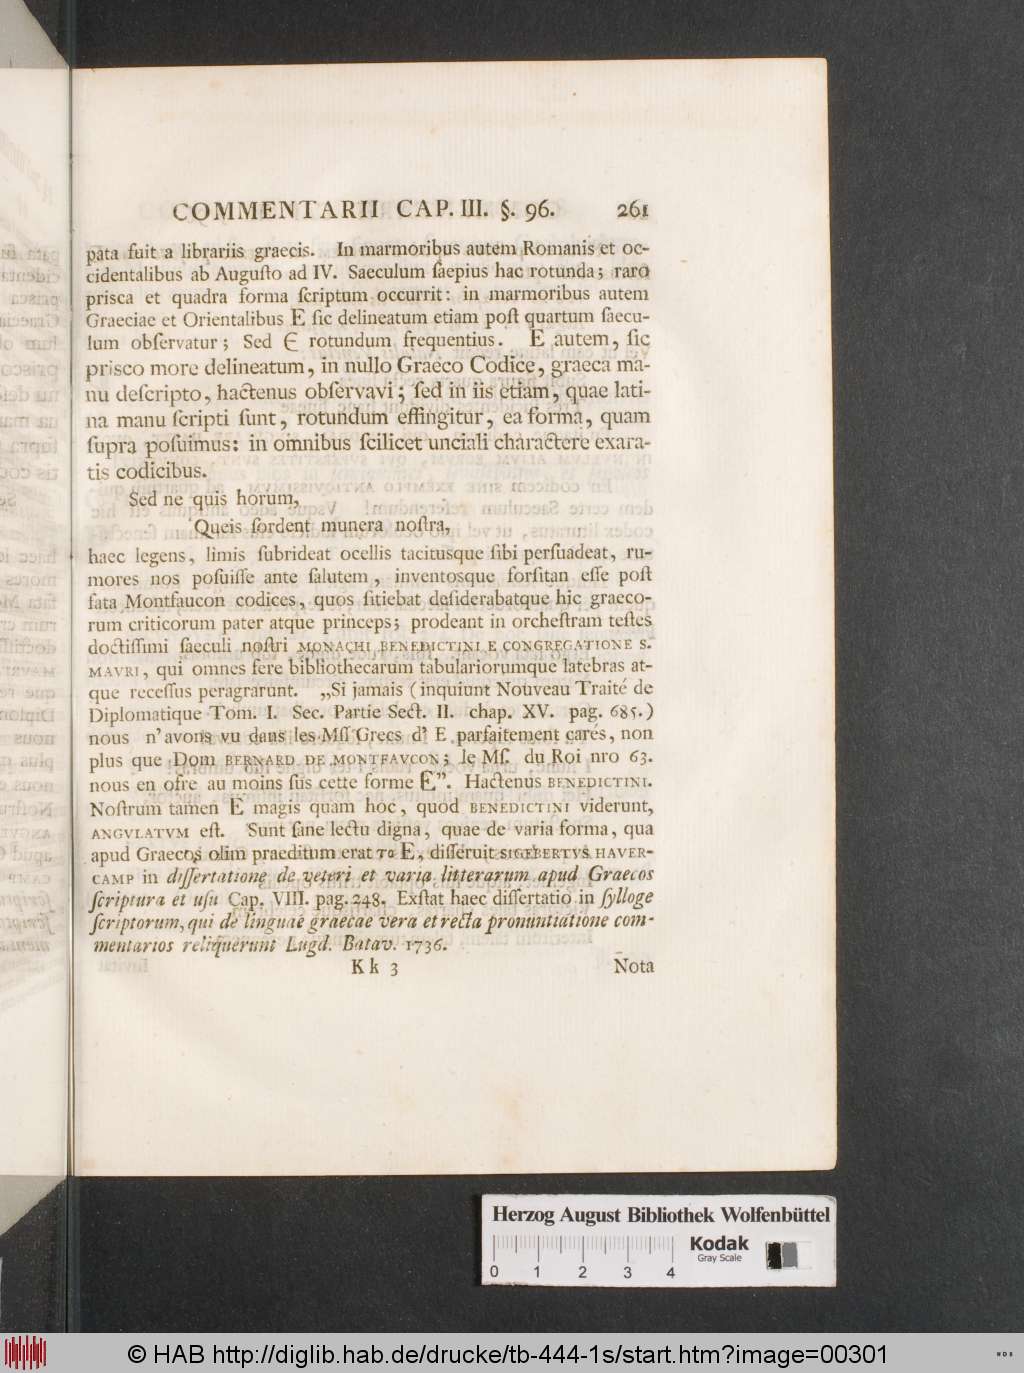 COMMENTARII CAP. III. §. 96. 261
pata fuit a librariis graecis. In marmoribus autem Romanis et oc-
cidentalibus ab Auguſto ad IV. Saeculum ſaepius hac rotunda; raro
priſca et quadra forma ſcriptum occurrit: in marmoribus autem
Graeciae et Orientalibus E ſic delineatum etiam poſt quartum ſaecu-
lum obſervatur; Sed Є rotundum frequentius. E autem, ſic
priſco more delineatum, in nullo Graeco Codice, graeca ma-
nu deſcripto, hactenus obſervavi; ſed in iis etiam, quae lati-
na manu ſcripti ſunt, rotundum effingitur, ea forma, quam
ſupra poſuimus: in omnibus ſcilicet unciali charactere exara-
tis codicibus.
Sed ne quis horum,
Queis ſordent munera noſtra,
haec legens, limis ſubrideat ocellis tacitusque ſibi perſuadeat, ru-
mores nos poſuiſſe ante ſalutem, inventosque forſitan eſſe poſt
fata Montfaucon codices, quos ſitiebat deſiderabatque hic graeco-
rum criticorum pater atque princeps; prodeant in orcheſtram teſtes
doctiſſimi ſaeculi noſtri MONACHI BENEDICTINI E CONGREGATIONE S.
MAVRI, qui omnes fere bibliothecarum tabulariorumque latebras at-
que receſſus peragrarunt. „Si jamais (inquiunt Nouveau Traité de
Diplomatique Tom. I. Sec. Partie Sect. II. chap. XV. pag. 685.)
nous n'avons vu dans les Mſſ Grecs d' E parfaitement carés, non
plus que Dom BERNARD DE MONTFAVCON; le Mſ. du Roi nro 63.
nous en ofre au moins ſus cette forme E”. Hactenus BENEDICTINI.
Noſtrum tamen E magis quam hoc, quod BENEDICTINI viderunt,
ANGVLATVM eſt. Sunt ſane lectu digna, quae de varia forma, qua
apud Graecos olim praeditum erat τα E, diſſeruit SIGEBERTVS HAVER-
CAMP in diſſertatione de veteri et varia litterarum apud Graecos
ſcriptura et uſu Cap. VIII. pag. 248. Exſtat haec diſſertatio in ſylloge
ſcriptorum, qui de linguae graecae vera et recta pronuntiatione com-
mentarios reliquerunt Lugd. Batav. 1736.
Kk 3 Nota
Herzog August Bibliothek Wolfenbüttel
Kodak
Gray Scale
0 1 2 3 4
© HAB http://diglib.hab.de/drucke/tb-444-1s/start.htm?image=00301